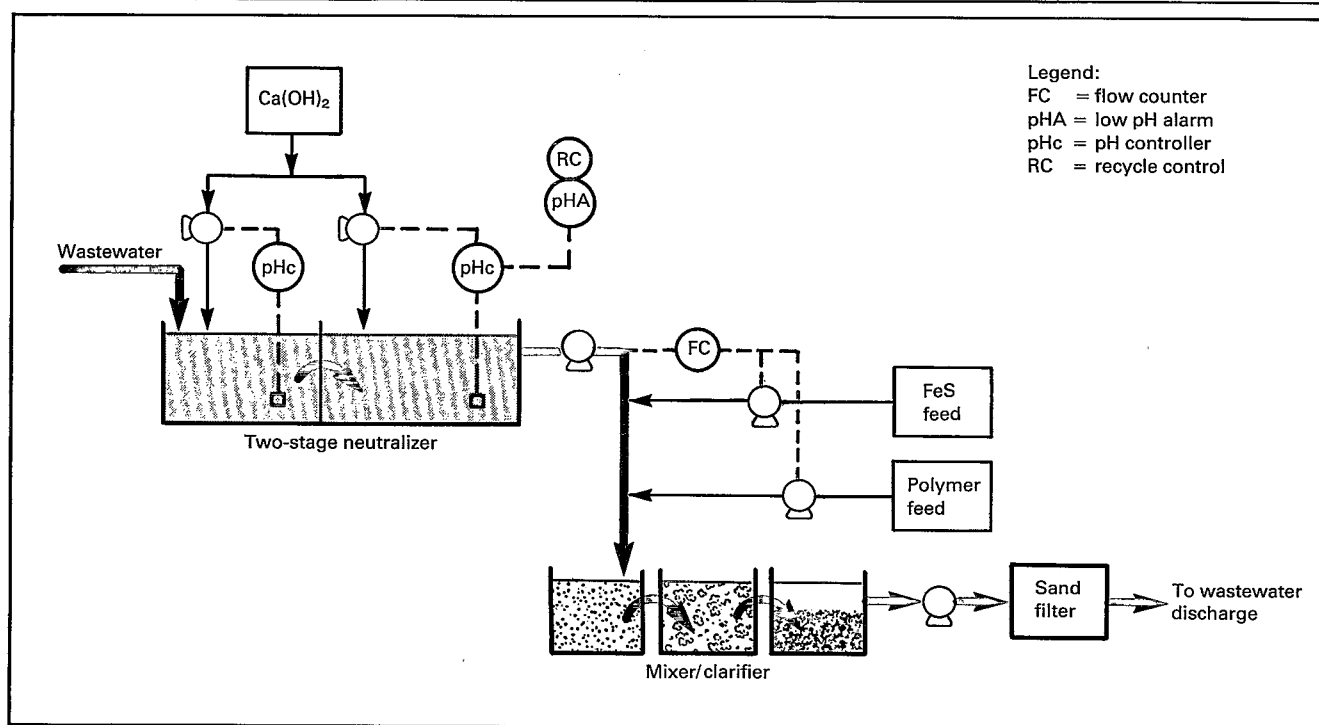 Legend:
FC = flow counter
pHA = low pH alarm
pHc = pH controller
RC = recycle control
Ca(OH)₂
RC
pHA
Wastewater
pHc
pHc
FC
FeS
feed
Two-stage neutralizer
Polymer
feed
Sand
filter
To wastewater
discharge
Mixer/clarifier